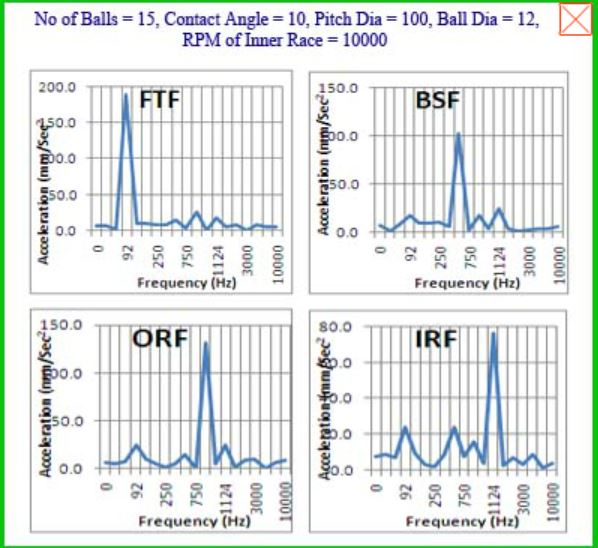 No of Balls = 15, Contact Angle = 10, Pitch Dia = 100, Ball Dia = 12,
RPM of Inner Race = 10000
FTF
Acceleration (mm/Sec²
200.0
50.0
0.0
0 92 250 750 1124 3000 10000
Frequency (Hz)
BSF
Acceleration (mm/Sec²
150.0
50.0
0.0
0 92 250 750 1124 3000 10000
Frequency (Hz)
ORF
Acceleration (mm/Sec²
150.0
50.0
0.0
0 92 250 750 1124 3000 10000
Frequency (Hz)
IRF
Acceleration (mm/Sec²
80.0
0 92 250 750 1124 3000 10000
Frequency (Hz)